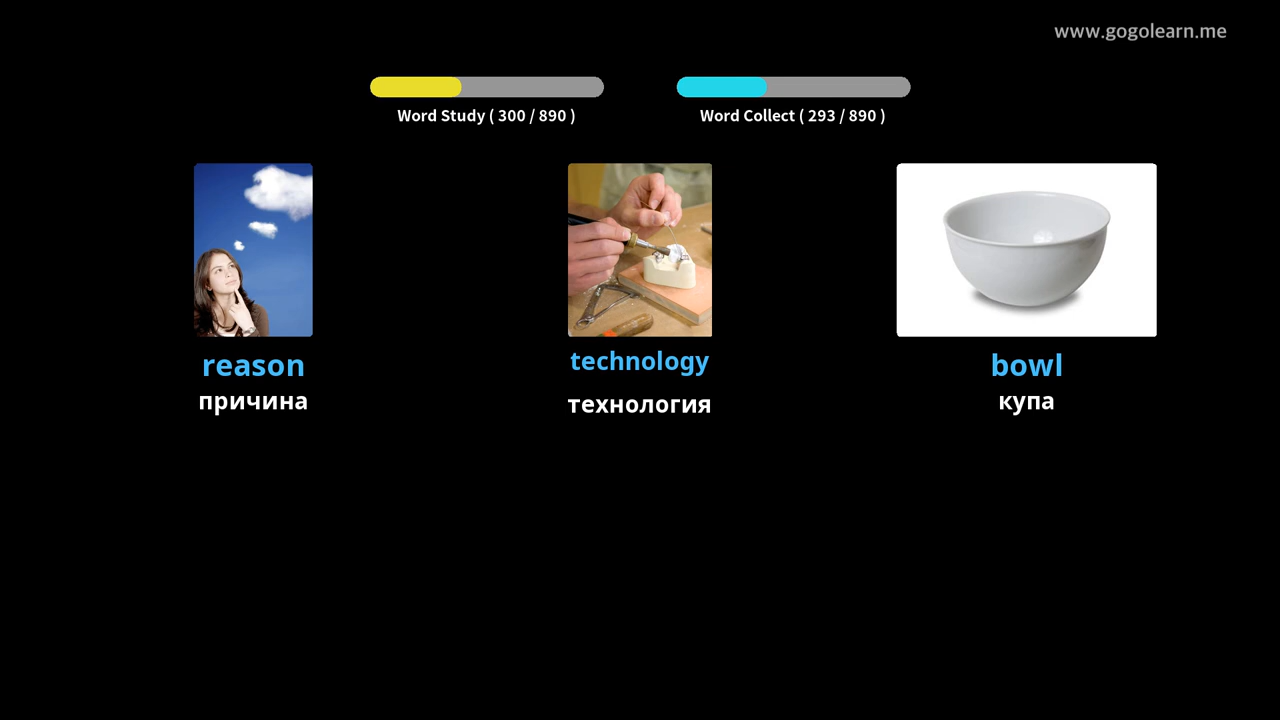 www.gogolearn.me
Word Study ( 300 / 890 )
Word Collect ( 293 / 890 )
reason
причина
technology
технология
bowl
купа